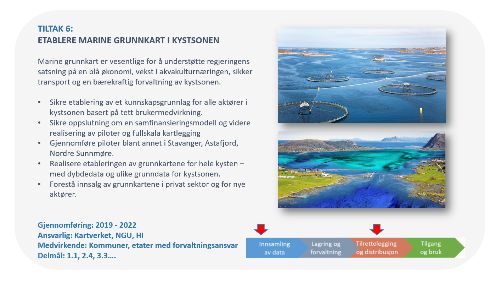 TILTAK 6:
ETABLERE MARINE GRUNNKART I KYSTSONEN
Marine grunnkart er vesentlige for å understøtte regjeringens
satsning på en blå økonomi, vekst i akvakulturnæringen, sikker
transport og en bærekraftig forvaltning av kystsonen.
• Sikre etablering av et kunnskapsgrunnlag for alle aktører i
kystsonen basert på tett brukermedvirkning.
• Sikre oppslutning om en samfinansieringsmodell og videre
realisering av piloter og fullskala kartlegging
• Gjennomføre piloter blant annet i Stavanger, Astafjord,
Nordre Sunnmøre.
• Realisere etableringen av grunnkartene for hele kysten –
med dybdedata og ulike grunndata for kystsonen.
• Forestå innsalg av grunnkartene i privat sektor og for nye
aktører.
Gjennomføring: 2019 - 2022
Ansvarlig: Kartverket, NGU, HI
Medvirkende: Kommuner, etater med forvaltningsansvar
Delmål: 1.1, 2.4, 3.3....
Innsamling
av data
Lagring og
forvaltning
Tilrettelegging
og distribusjon
Tilgang
og bruk